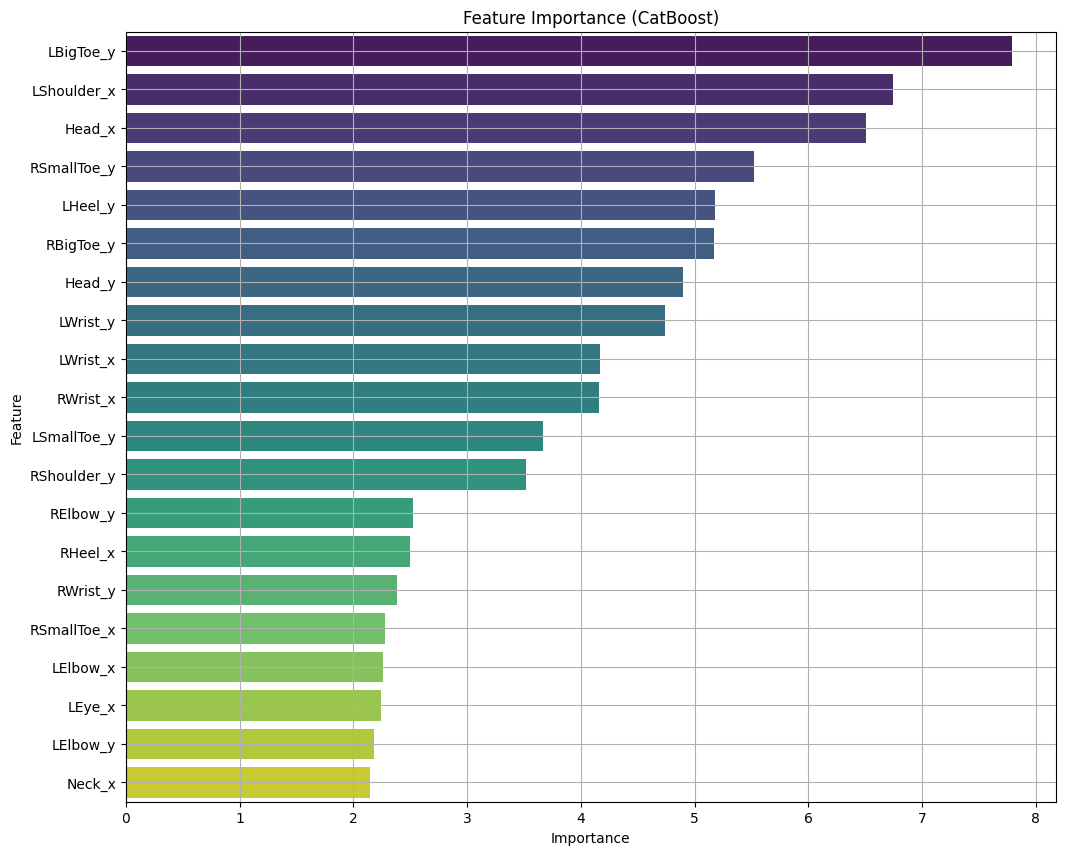 Feature Importance (CatBoost)
LBigToe_y
LShoulder_x
Head_x
RSmallToe_y
LHeel_y
RBigToe_y
Head_y
LWrist_y
LWrist_x
RWrist_x
LSmallToe_y
RShoulder_y
RElbow_y
RHeel_x
RWrist_y
RSmallToe_x
LElbow_x
LEye_x
LElbow_y
Neck_x
Feature
0 1 2 3 4 5 6 7 8
Importance